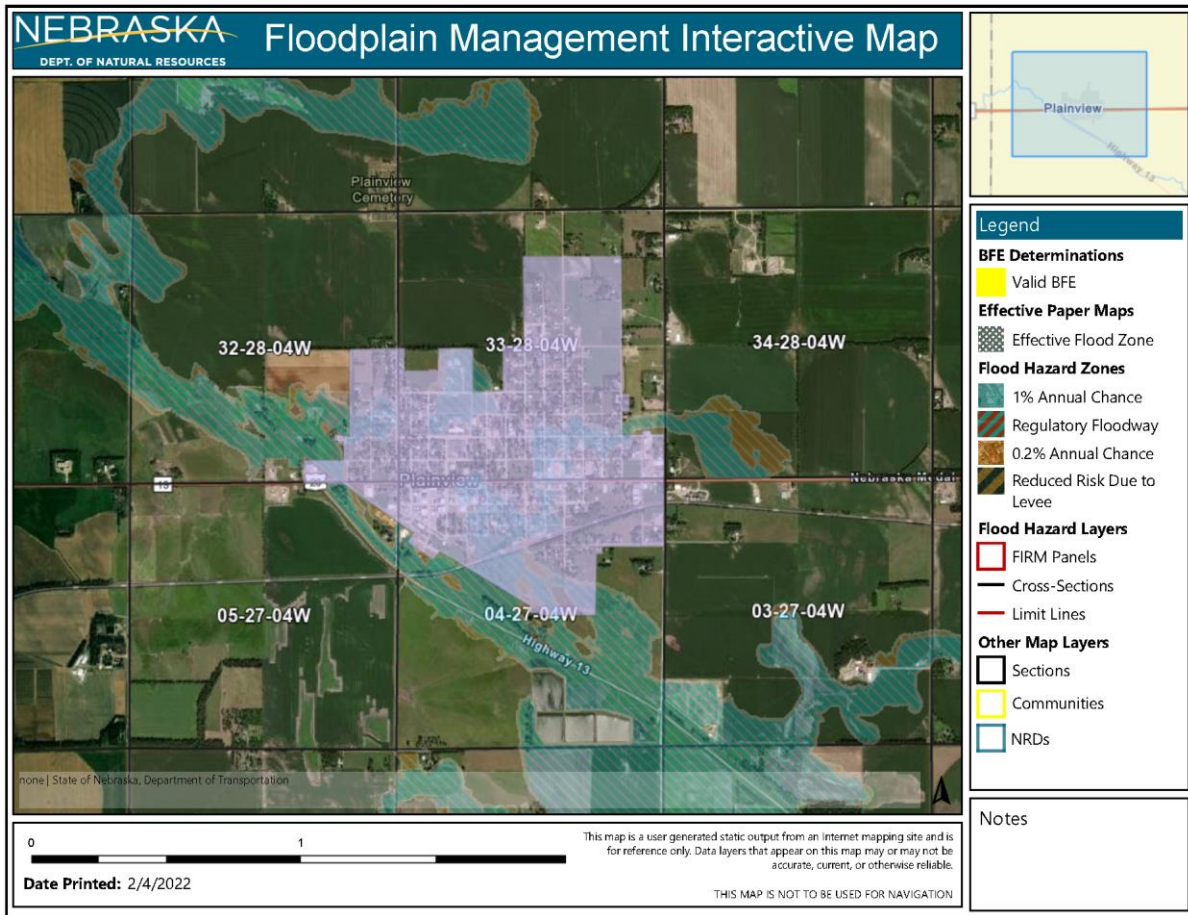 NEBRASKA
DEPT. OF NATURAL RESOURCES
Floodplain Management Interactive Map
Plainview
Highway 13
Plainview
Cemetery
32-28-04W
33-28-04W
34-28-04W
13
20
Plainview
05-27-04W
04-27-04W
03-27-04W
Highway 13
none | State of Nebraska, Department of Transportation
Legend
BFE Determinations
Valid BFE
Effective Paper Maps
Effective Flood Zone
Flood Hazard Zones
1% Annual Chance
Regulatory Floodway
0.2% Annual Chance
Reduced Risk Due to
Levee
Flood Hazard Layers
FIRM Panels
Cross-Sections
Limit Lines
Other Map Layers
Sections
Communities
NRDs
Notes
0
1
Date Printed: 2/4/2022
This map is a user generated static output from an Internet mapping site and is
for reference only. Data layers that appear on this map may or may not be
accurate, current, or otherwise reliable.
THIS MAP IS NOT TO BE USED FOR NAVIGATION